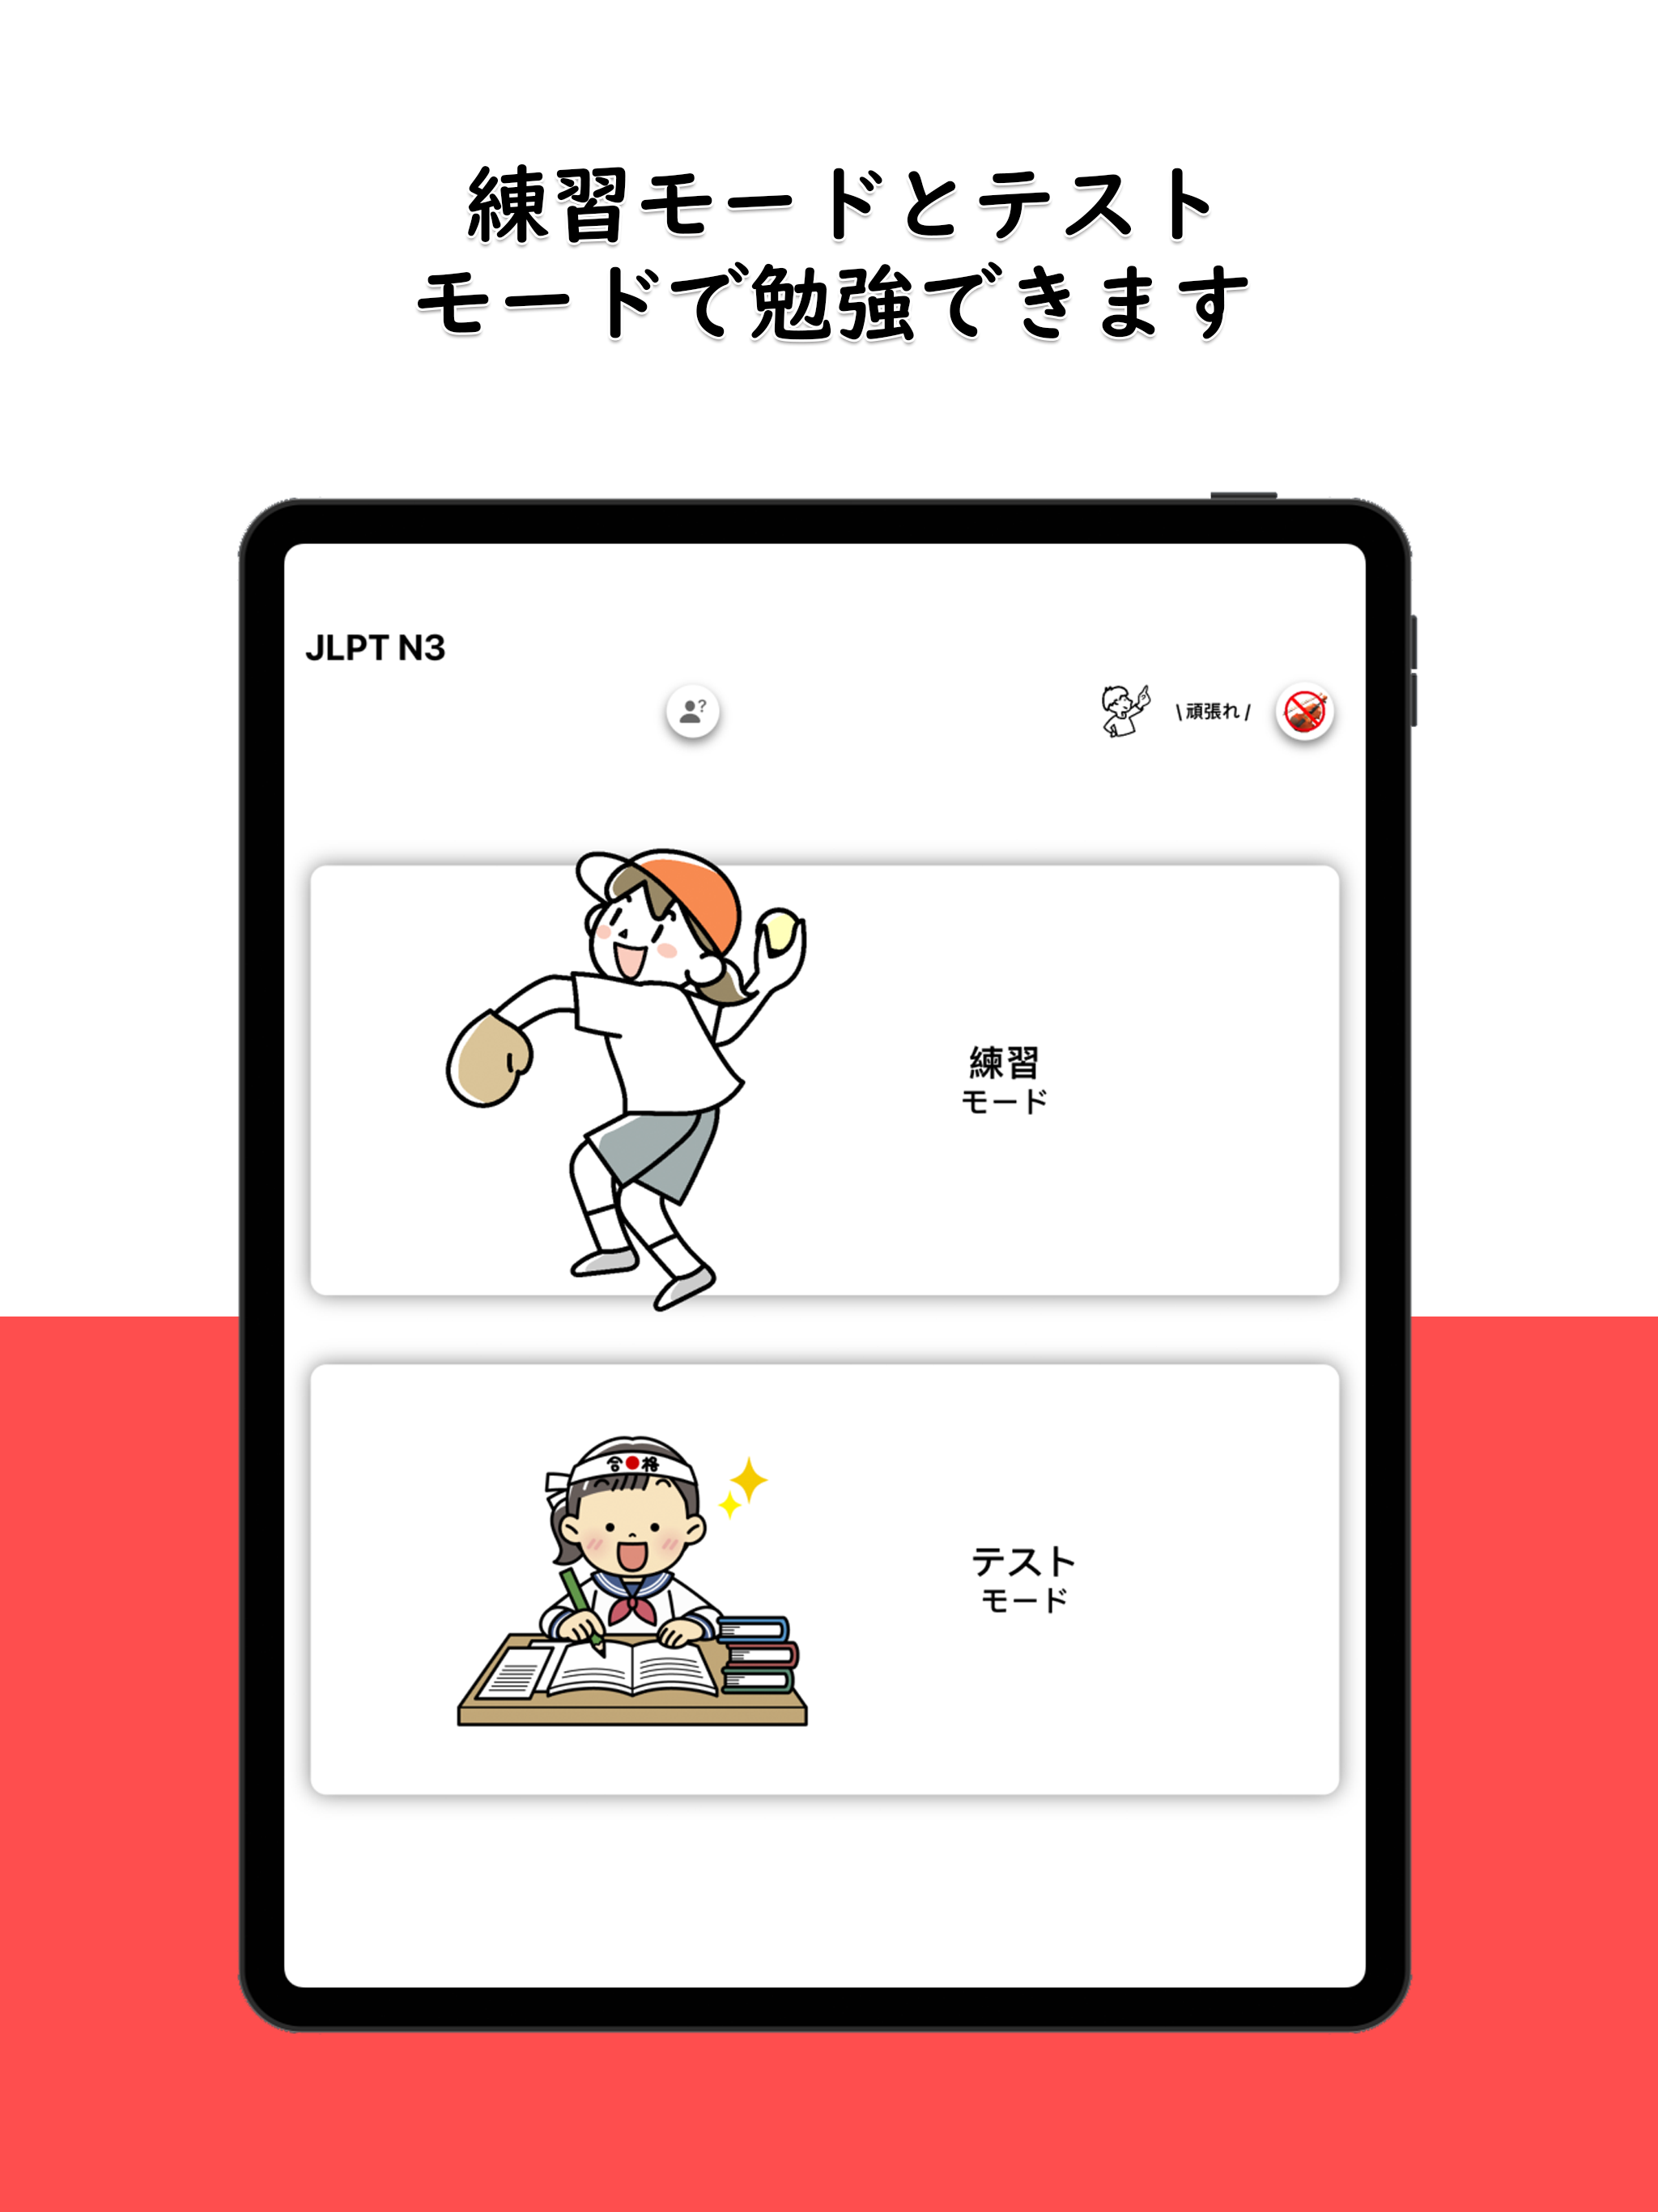 練習モードとテスト
モードで勉強できます
JLPT N3
?
\ 頑張れ /
練習
モード
合格
テスト
モード